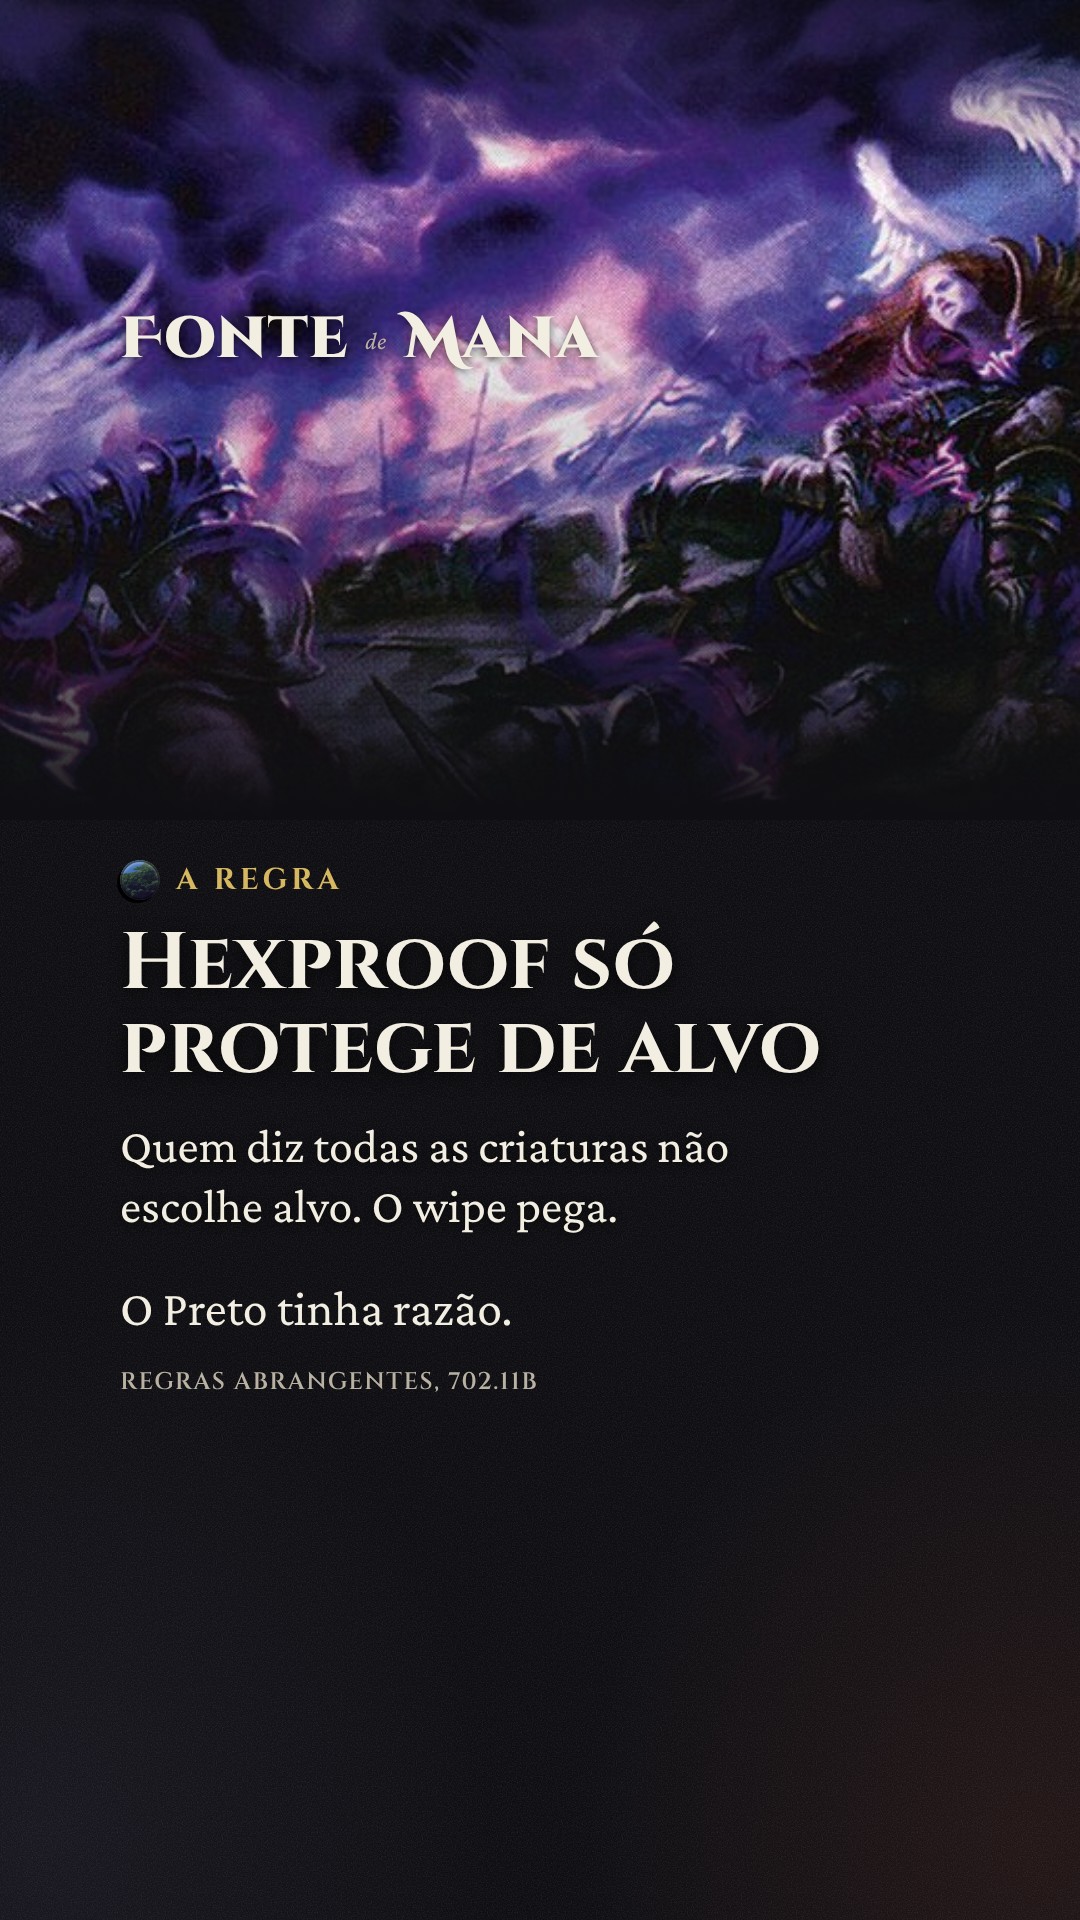 Fonte de Mana
A REGRA
Hexproof só
protege de alvo
Quem diz todas as criaturas não
escolhe alvo. O wipe pega.
O Preto tinha razão.
REGRAS ABRANGENTES, 702.11B